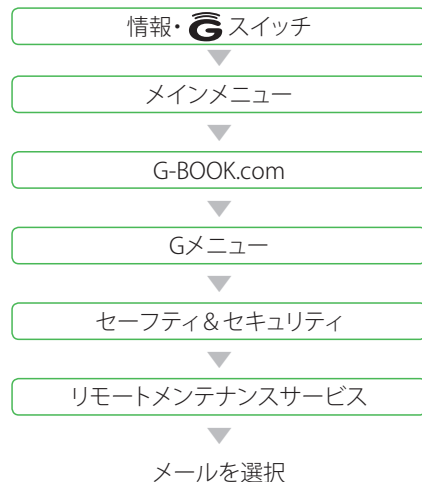 情報・G スイッチ
メインメニュー
G-BOOK.com
Gメニュー
セーフティ&セキュリティ
リモートメンテナンスサービス
メールを選択